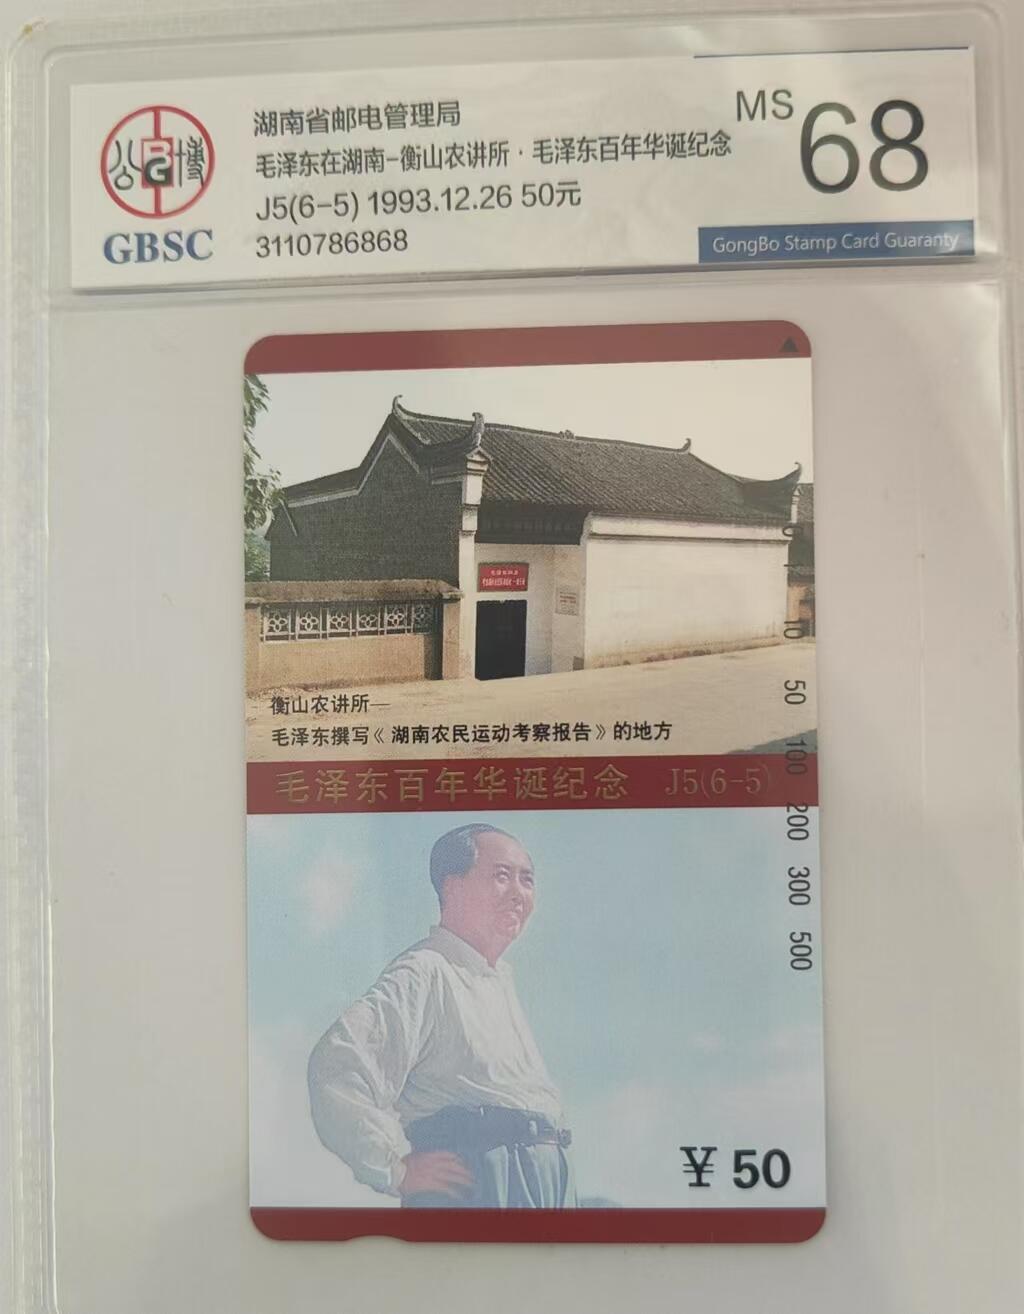 湖南省邮电管理局
毛泽东在湖南-衡山农讲所·毛泽东百年华诞纪念
J5(6-5) 1993.12.26 50元
3110786868
MS 68
公博
BG
GBSC
GongBo Stamp Card Guaranty
衡山农讲所—
毛泽东撰写《湖南农民运动考察报告》的地方
毛泽东百年华诞纪念 J5(6-5)
0
10
50
100
200
300
500
¥50